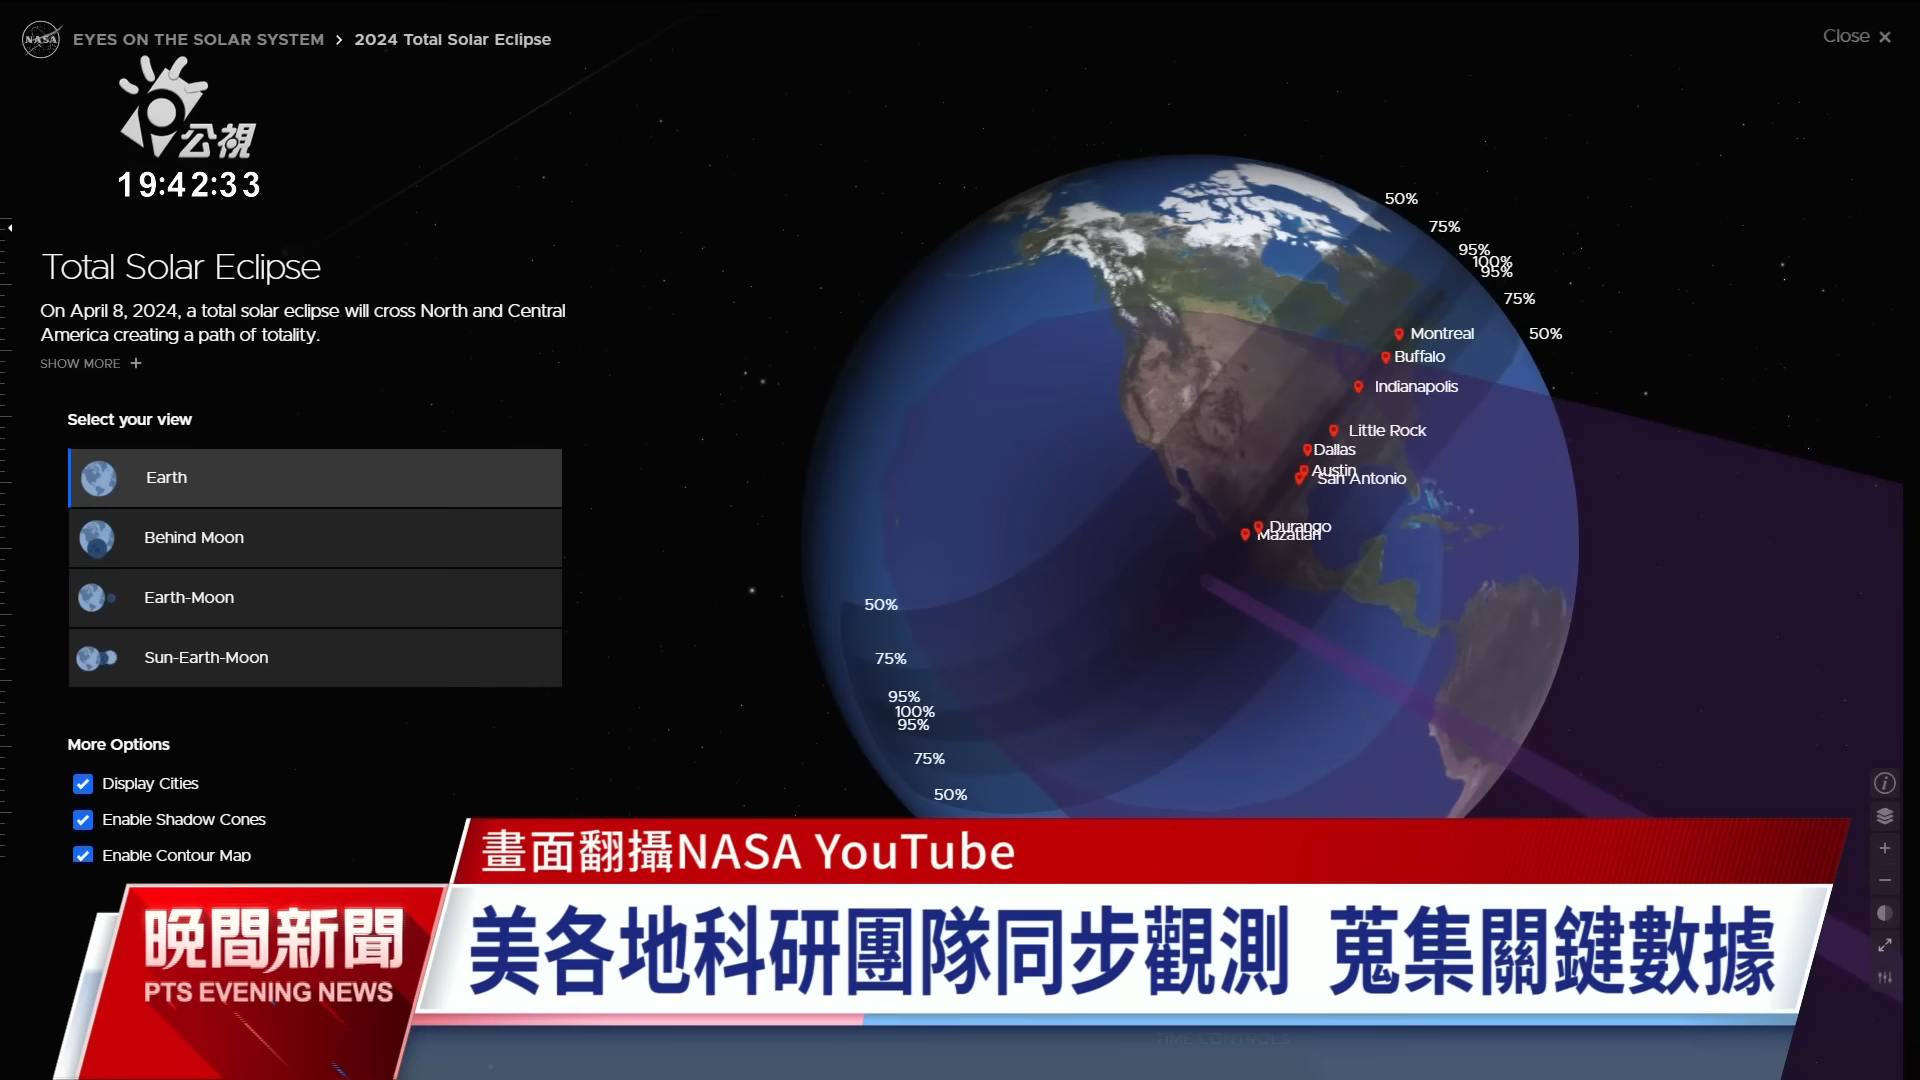 NASA
EYES ON THE SOLAR SYSTEM › 2024 Total Solar Eclipse
Close ×
公視
19:42:33
Total Solar Eclipse
On April 8, 2024, a total solar eclipse will cross North and Central
America creating a path of totality.
SHOW MORE +
Select your view
Earth
Behind Moon
Earth-Moon
Sun-Earth-Moon
More Options
Display Cities
Enable Shadow Cones
Enable Contour Map
50%
75%
95%
100%
95%
75%
50%
Montreal
Buffalo
Indianapolis
Little Rock
Dallas
Austin
San Antonio
Durango
Mazatlan
50%
75%
95%
100%
95%
75%
50%
畫面翻攝NASA YouTube
晚間新聞
PTS EVENING NEWS
美各地科研團隊同步觀測 蒐集關鍵數據
TIME CONTROLS